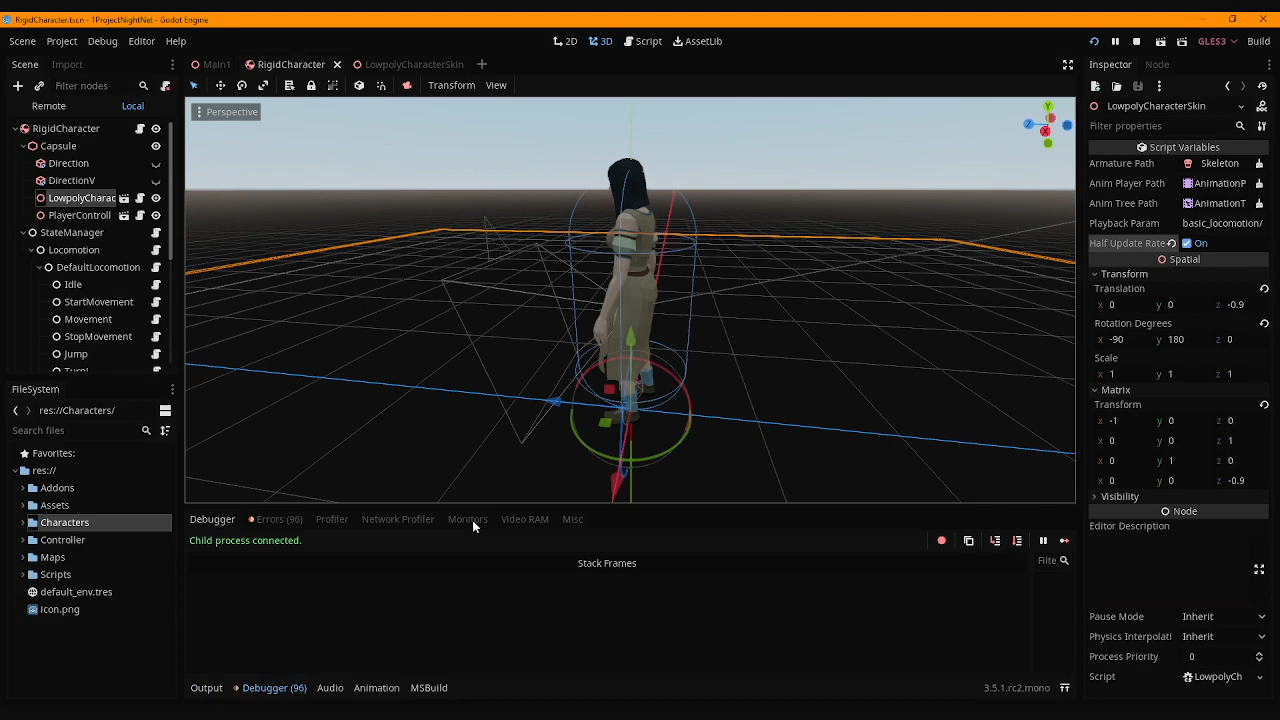 RigidCharacter.tscn - 1ProjectNightNet - Godot Engine
Scene Project Debug Editor Help
2D 3D Script AssetLib
GLES3 Build
Scene Import
Main1 RigidCharacter LowpolyCharacterSkin
Inspector Node
Filter nodes
Transform View
Remote Local
Perspective
Y
Z
X
LowpolyCharacterSkin
Filter properties
RigidCharacter
Capsule
Direction
DirectionV
LowpolyCharac
PlayerControll
StateManager
Locomotion
DefaultLocomotion
Idle
StartMovement
Movement
StopMovement
Jump
Script Variables
Armature Path Skeleton
Anim Player Path AnimationP
Anim Tree Path AnimationT
Playback Param basic_locomotion/
Half Update Rate On
Spatial
Transform
Translation
x 0 y 0 z -0.9
Rotation Degrees
x -90 y 180 z 0
Scale
x 1 y 1 z 1
Matrix
Transform
x -1 y 0 z 0
x 0 y 0 z 1
x 0 y 1 z 0
x 0 y 0 z -0.9
Visibility
Node
Editor Description
Pause Mode Inherit
Physics Interpolati Inherit
Process Priority 0
Script LowpolyCh
FileSystem
res://Characters/
Search files
Favorites:
res://
Addons
Assets
Characters
Controller
Maps
Scripts
default_env.tres
icon.png
Debugger Errors (96) Profiler Network Profiler Monitors Video RAM Misc
Child process connected.
Stack Frames
Filte
Output Debugger (96) Audio Animation MSBuild
3.5.1.rc2.mono